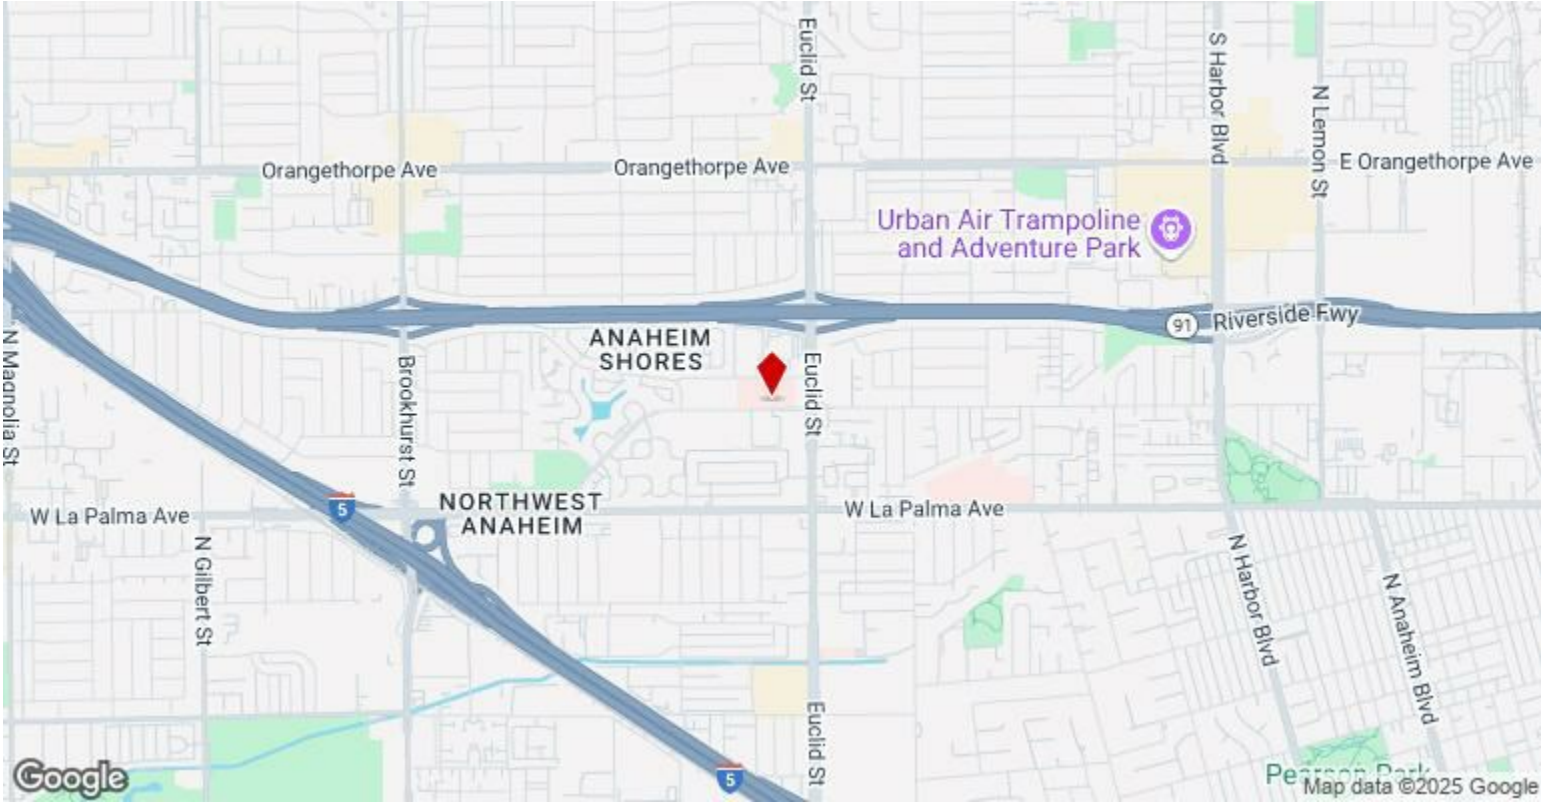 Euclid St
S Harbor Blvd
N Lemon St
Orangethorpe Ave
Orangethorpe Ave
E Orangethorpe Ave
Urban Air Trampoline
and Adventure Park
91
Riverside Fwy
ANAHEIM
SHORES
N Magnolia St
Brookhurst St
Euclid St
5
NORTHWEST
ANAHEIM
W La Palma Ave
W La Palma Ave
N Gilbert St
N Harbor Blvd
N Anaheim Blvd
Euclid St
5
Google
Pearson Park
Map data ©2025 Google